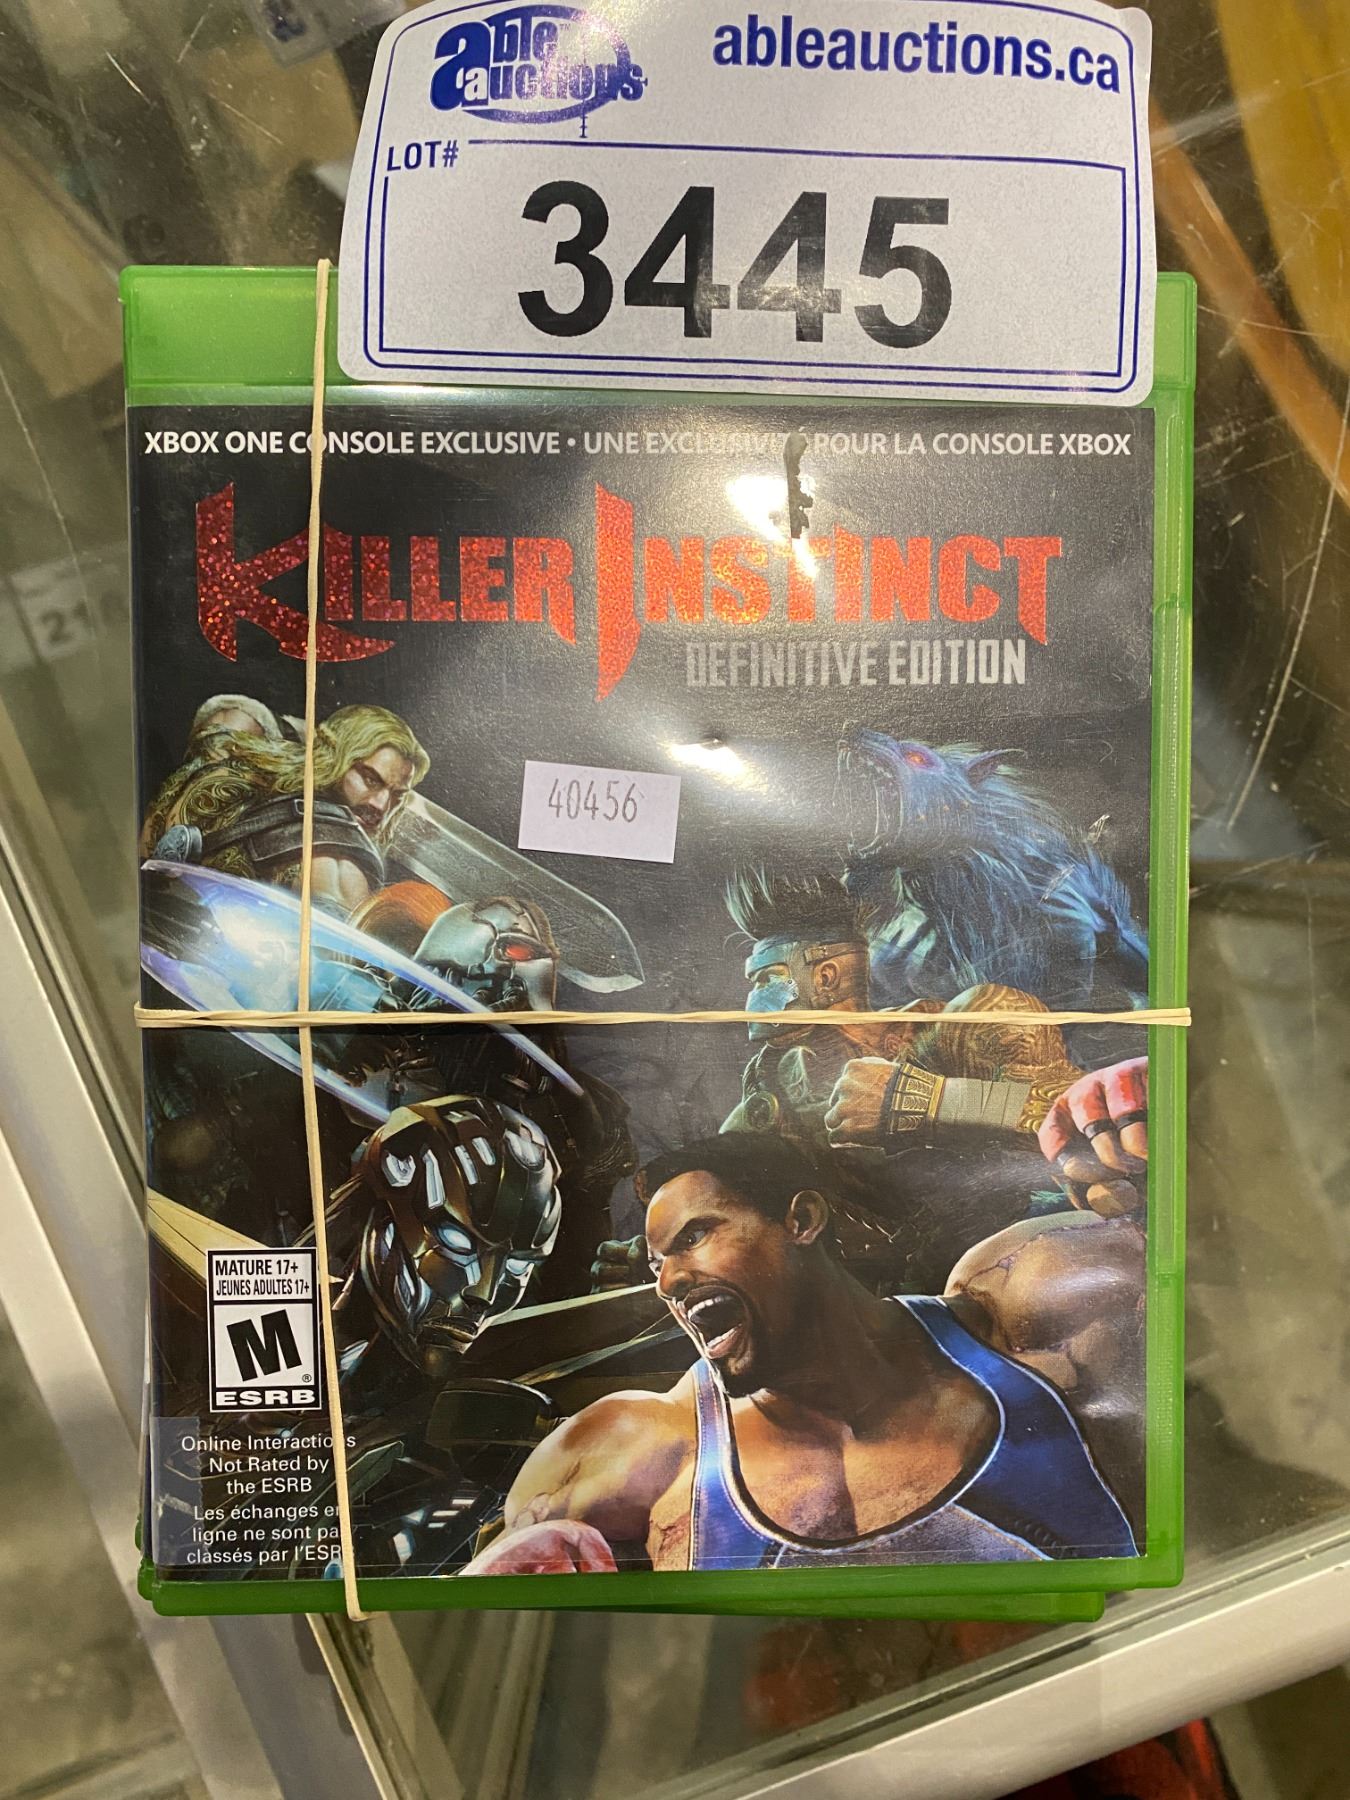 able
auctions
ableauctions.ca
LOT#
3445
XBOX ONE CONSOLE EXCLUSIVE • UNE EXCLUSIVITÉ POUR LA CONSOLE XBOX
KILLER INSTINCT
DEFINITIVE EDITION
40456
MATURE 17+
JEUNES ADULTES 17+
M
ESRB
Online Interactions
Not Rated by
the ESRB
Les échanges en
ligne ne sont pas
classés par l'ESRB